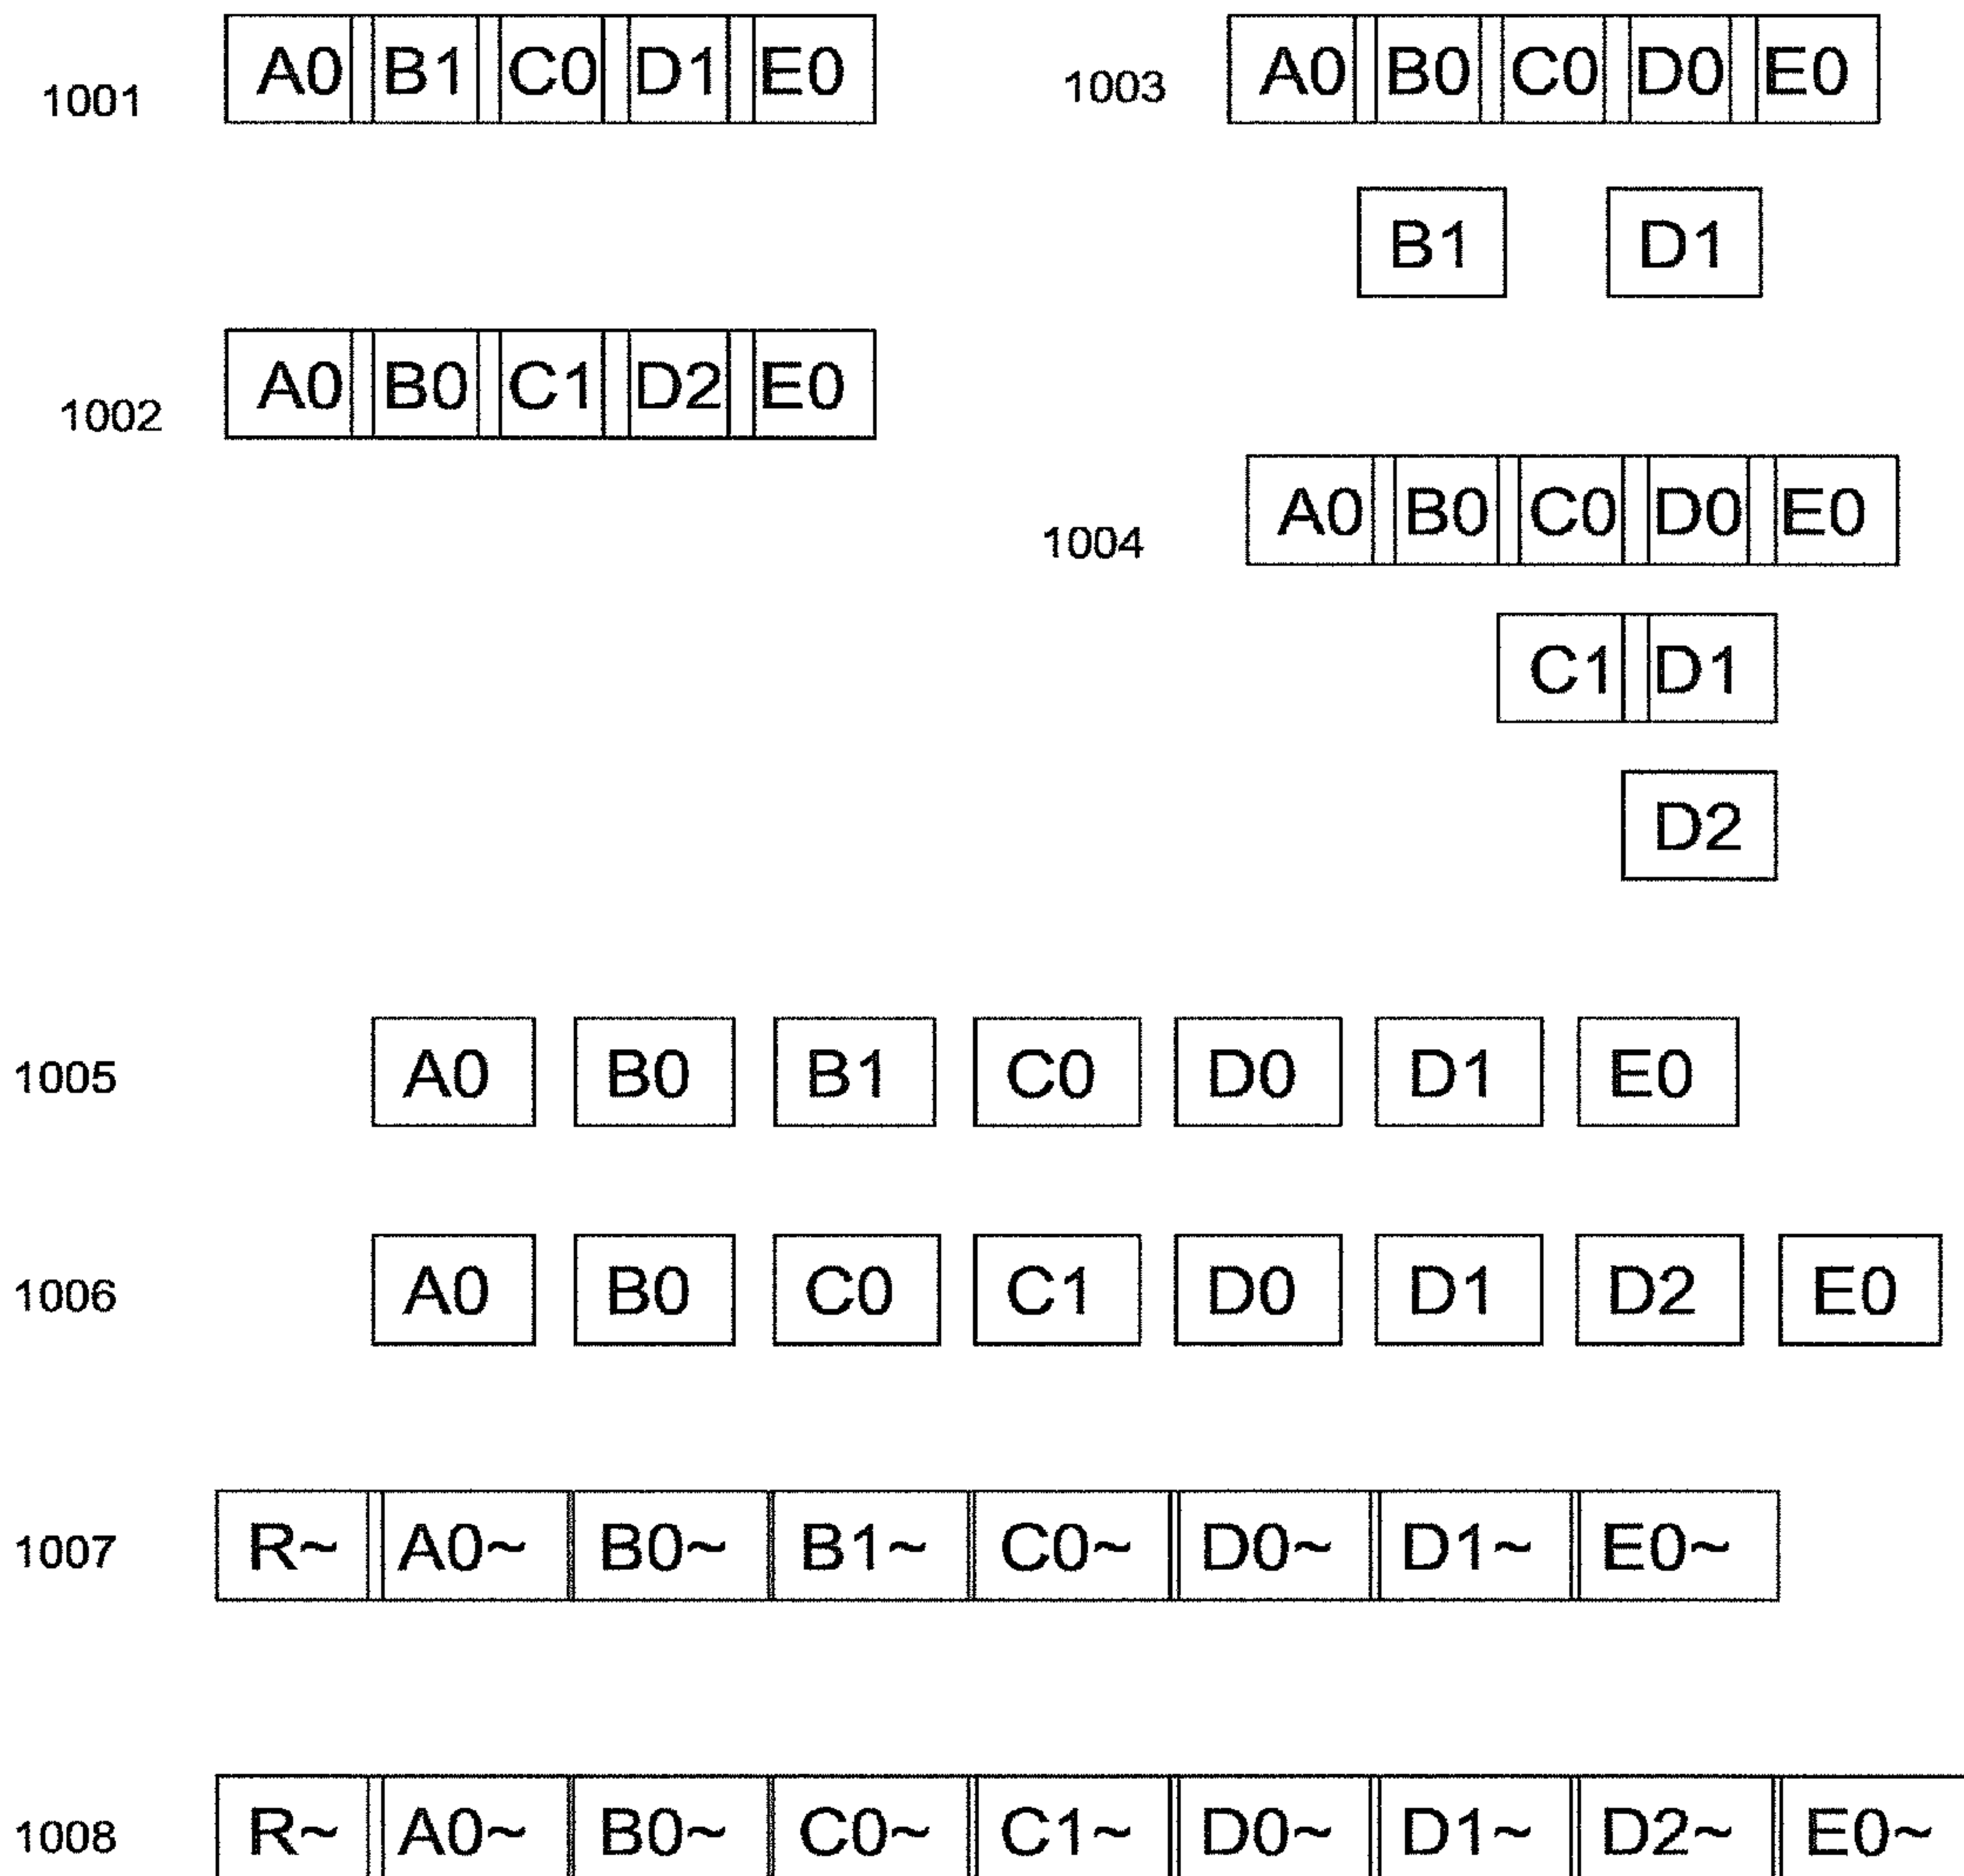 1001 A0 B1 C0 D1 E0
1003 A0 B0 C0 D0 E0
B1 D1
1002 A0 B0 C1 D2 E0
1004 A0 B0 C0 D0 E0
C1 D1
D2
1005 A0 B0 B1 C0 D0 D1 E0
1006 A0 B0 C0 C1 D0 D1 D2 E0
1007 R~ A0~ B0~ B1~ C0~ D0~ D1~ E0~
1008 R~ A0~ B0~ C0~ C1~ D0~ D1~ D2~ E0~